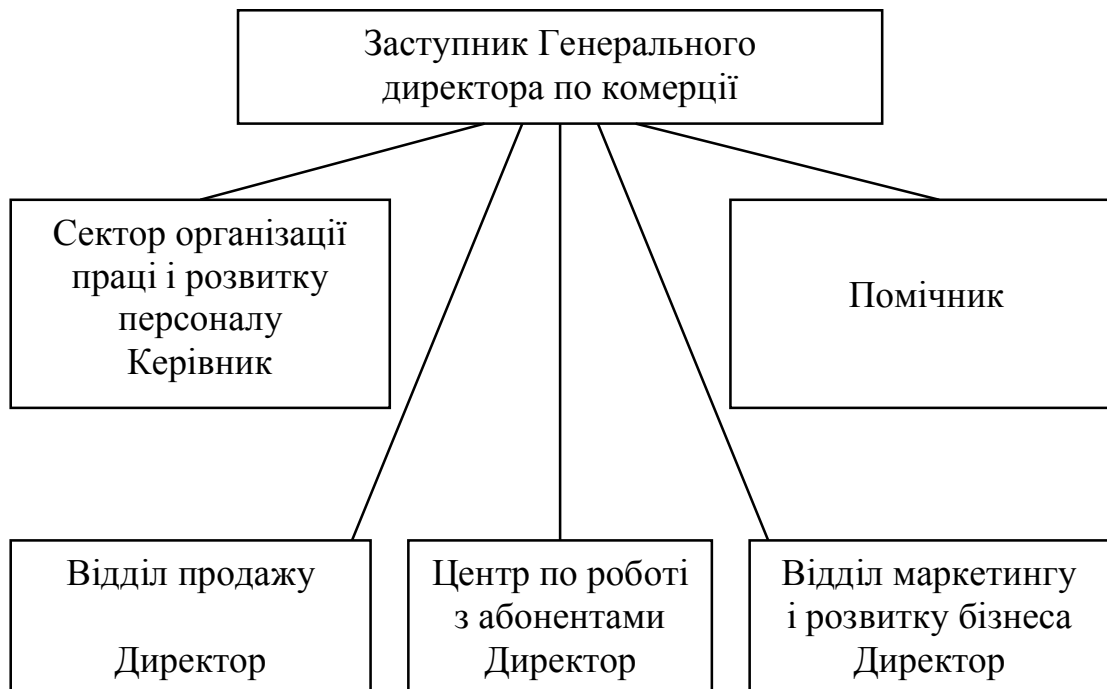 Заступник Генерального
директора по комерції
Сектор організації
праці і розвитку
персоналу
Керівник
Помічник
Відділ продажу
Директор
Центр по роботі
з абонентами
Директор
Відділ маркетингу
і розвитку бізнеса
Директор